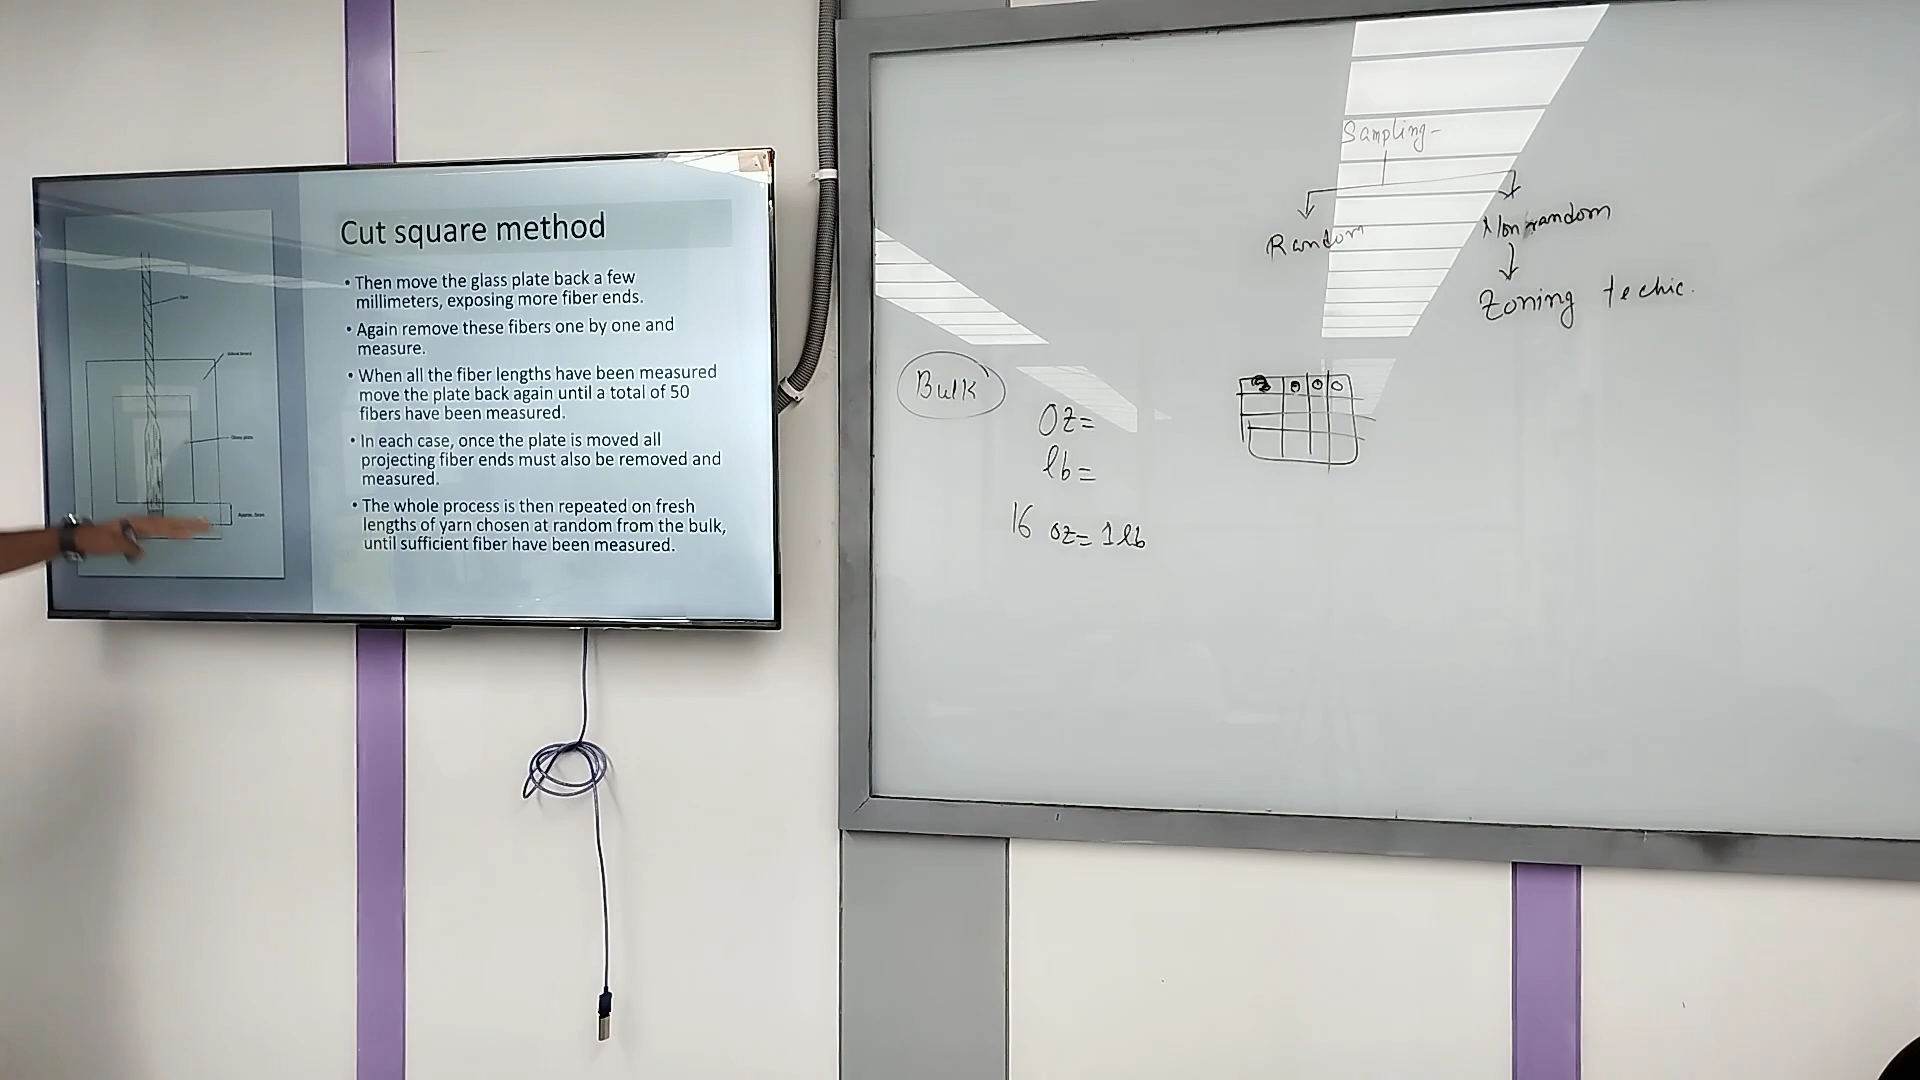 Cut square method
• Then move the glass plate back a few
millimeters, exposing more fiber ends.
• Again remove these fibers one by one and
measure.
• When all the fiber lengths have been measured
move the plate back again until a total of 50
fibers have been measured.
• In each case, once the plate is moved all
projecting fiber ends must also be removed and
measured.
• The whole process is then repeated on fresh
lengths of yarn chosen at random from the bulk,
until sufficient fiber have been measured.
Glass plate
Sampling-
Random
Non random
Zoning techic.
Bulk
Oz=
lb=
16 oz= 1 lb